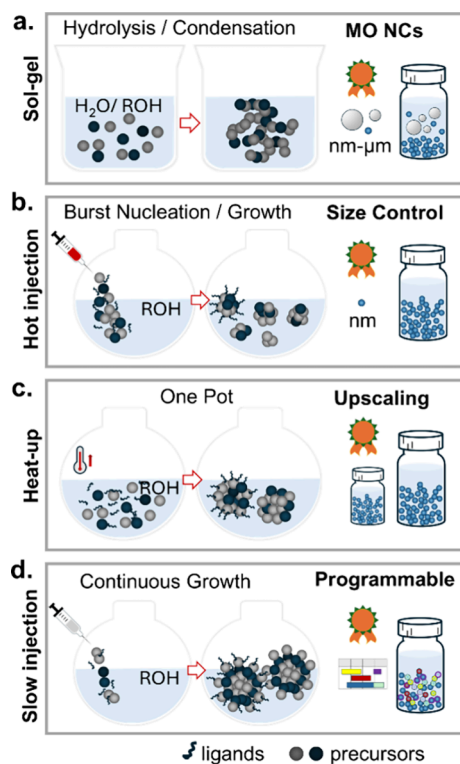 a.
Sol-gel
Hydrolysis / Condensation
MO NCs
H₂O/ ROH
nm-μm
b.
Hot injection
Burst Nucleation / Growth
Size Control
ROH
nm
c.
Heat-up
One Pot
Upscaling
ROH
d.
Slow injection
Continuous Growth
Programmable
ROH
ligands
precursors